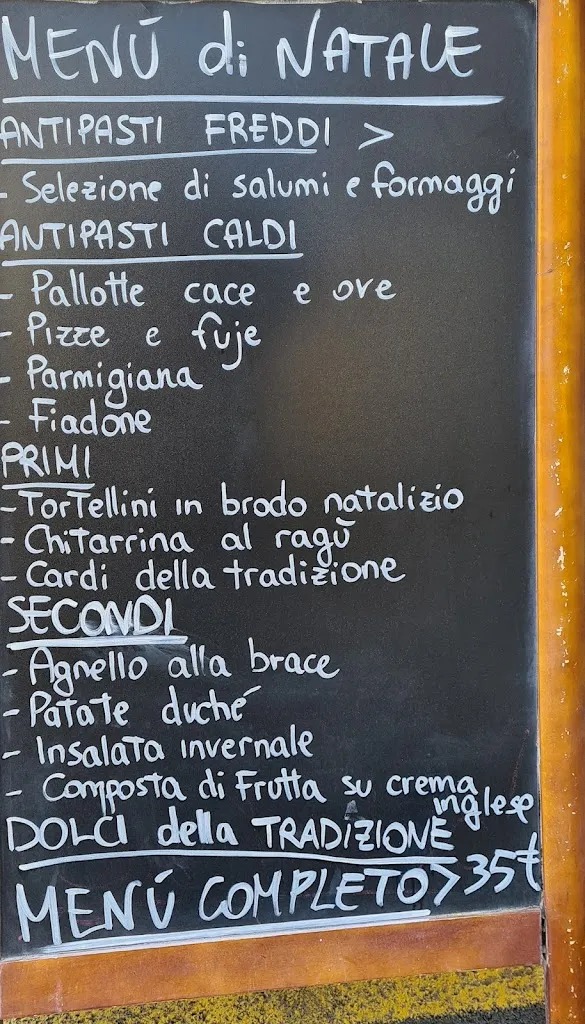 MENÚ di NATALE
ANTIPASTI FREDDI >
- Selezione di salumi e formaggi
ANTIPASTI CALDI
- Pallotte cace e ove
- Pizze e fuje
- Parmigiana
- Fiadone
PRIMI
- Tortellini in brodo natalizio
- Chitarrina al ragù
- Cardi della tradizione
SECONDI
- Agnello alla brace
- Patate duché
- Insalata invernale
- Composta di Frutta su crema inglese
DOLCI della TRADIZIONE
MENÚ COMPLETO > 35€